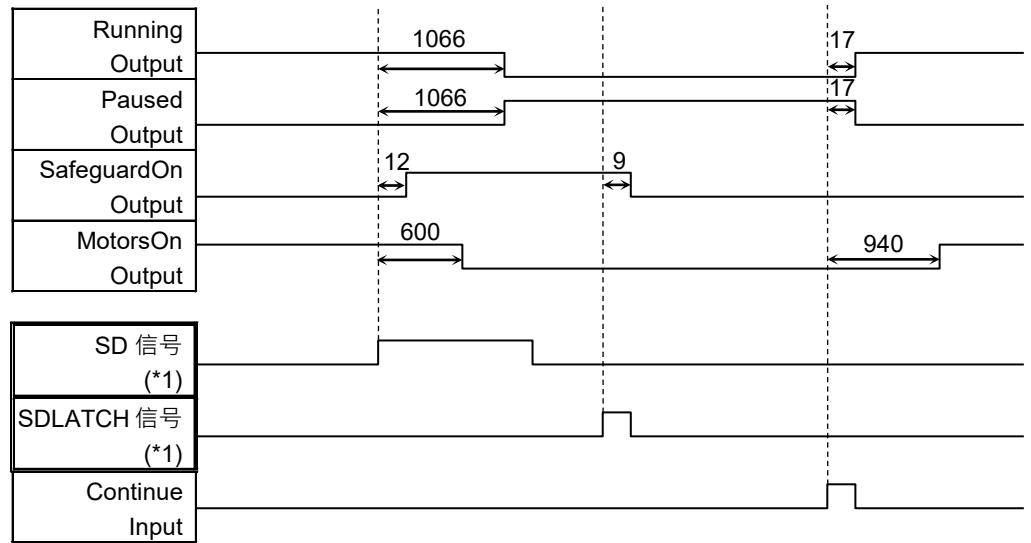 Running
Output
1066
17
Paused
Output
1066
17
SafeguardOn
Output
12
9
MotorsOn
Output
600
940
SD 信号
(*1)
SDLATCH 信号
(*1)
Continue
Input